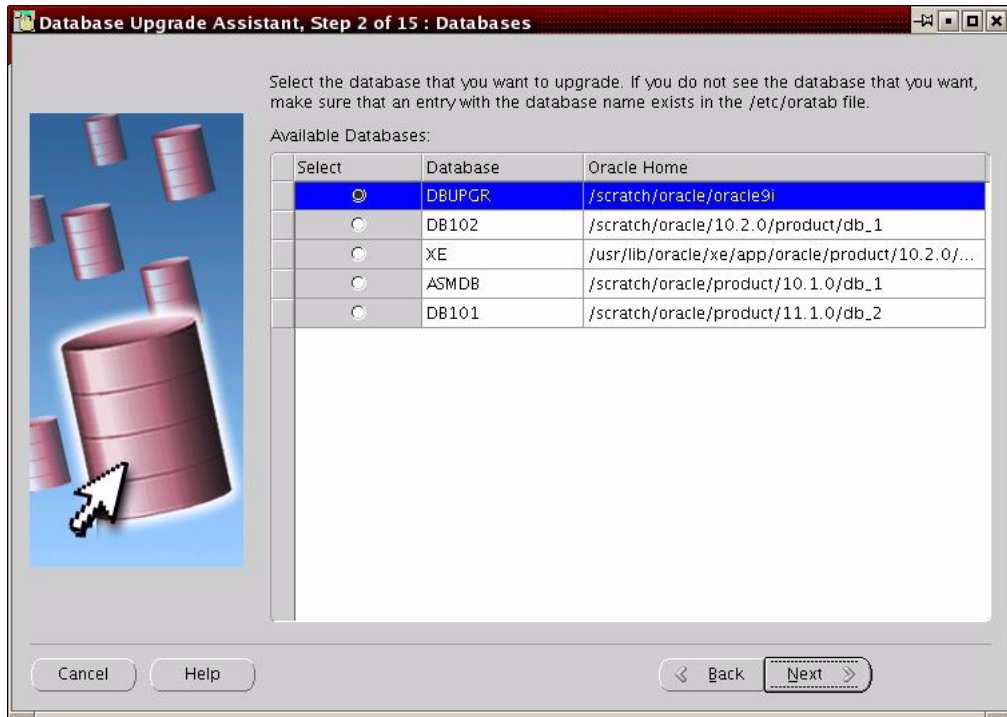 Database Upgrade Assistant, Step 2 of 15 : Databases
Select the database that you want to upgrade. If you do not see the database that you want,
make sure that an entry with the database name exists in the /etc/oratab file.
Available Databases:
Select Database Oracle Home
DBUPGR /scratch/oracle/oracle9i
DB102 /scratch/oracle/10.2.0/product/db_1
XE /usr/lib/oracle/xe/app/oracle/product/10.2.0/...
ASMDB /scratch/oracle/product/10.1.0/db_1
DB101 /scratch/oracle/product/11.1.0/db_2
Cancel Help Back Next